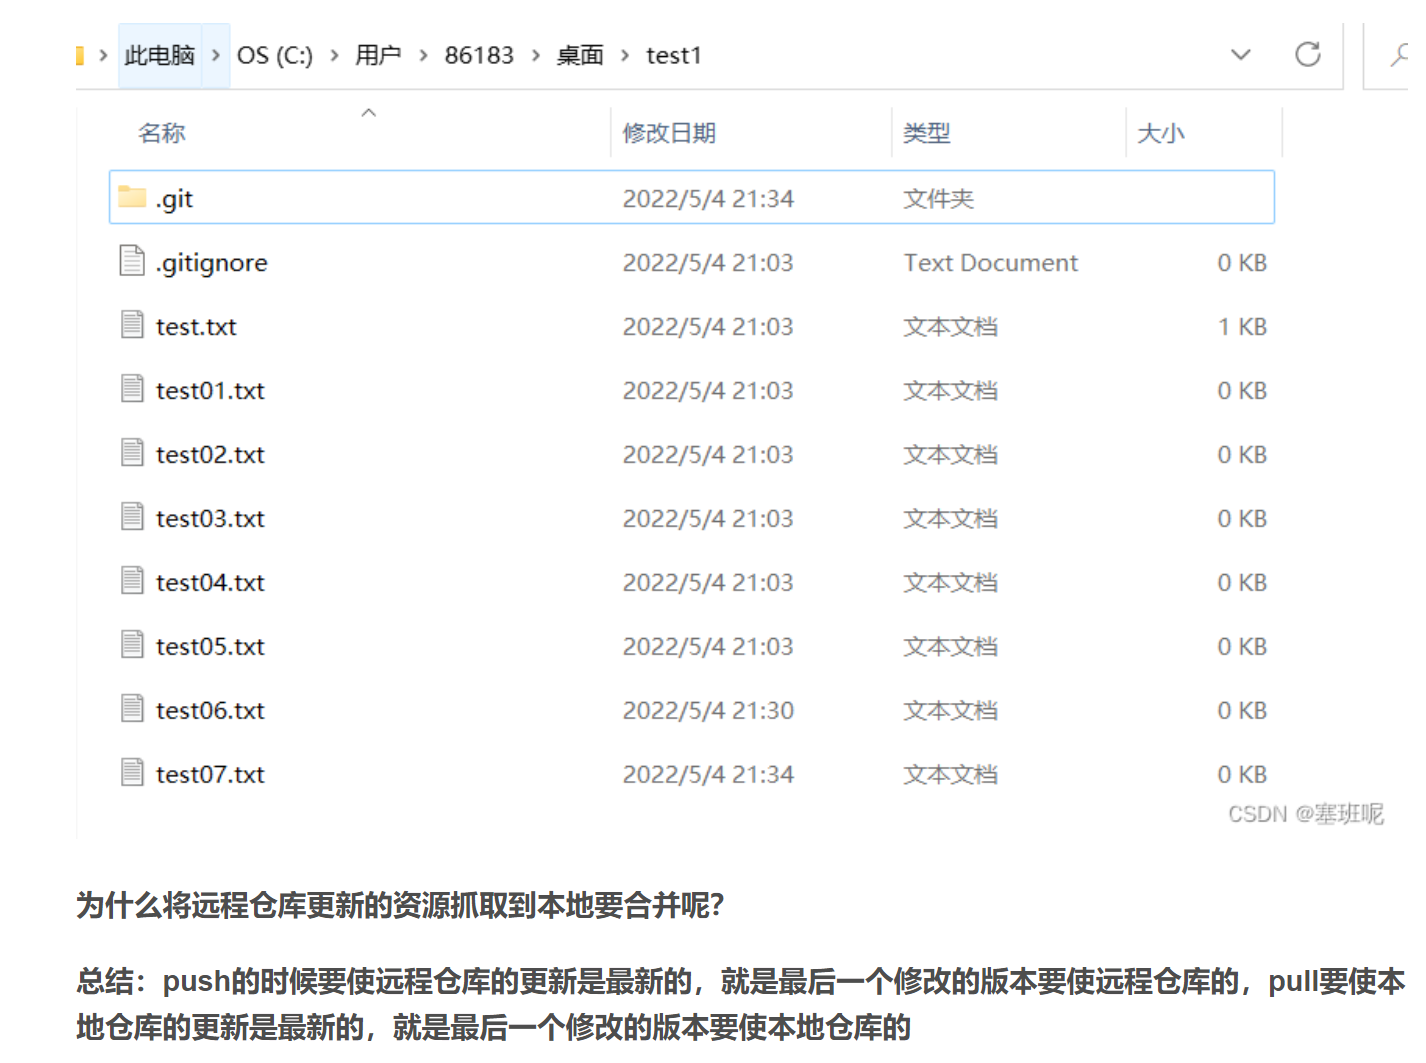 此电脑 > OS (C:) > 用户 > 86183 > 桌面 > test1
名称 修改日期 类型 大小
.git 2022/5/4 21:34 文件夹
.gitignore 2022/5/4 21:03 Text Document 0 KB
test.txt 2022/5/4 21:03 文本文档 1 KB
test01.txt 2022/5/4 21:03 文本文档 0 KB
test02.txt 2022/5/4 21:03 文本文档 0 KB
test03.txt 2022/5/4 21:03 文本文档 0 KB
test04.txt 2022/5/4 21:03 文本文档 0 KB
test05.txt 2022/5/4 21:03 文本文档 0 KB
test06.txt 2022/5/4 21:30 文本文档 0 KB
test07.txt 2022/5/4 21:34 文本文档 0 KB
CSDN @塞班呢
为什么将远程仓库更新的资源抓取到本地要合并呢？
总结：push的时候要使远程仓库的更新是最新的，就是最后一个修改的版本要使远程仓库的，pull要使本
地仓库的更新是最新的，就是最后一个修改的版本要使本地仓库的